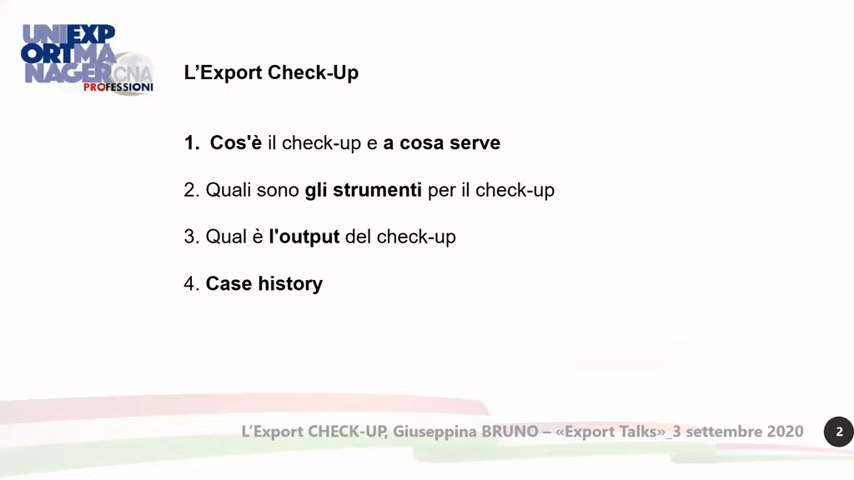 UNIEXP
ORTMA
NAGER CNA
PROFESSIONI
L’Export Check-Up
1. Cos'è il check-up e a cosa serve
2. Quali sono gli strumenti per il check-up
3. Qual è l'output del check-up
4. Case history
L’Export CHECK-UP, Giuseppina BRUNO – «Export Talks»_3 settembre 2020
2